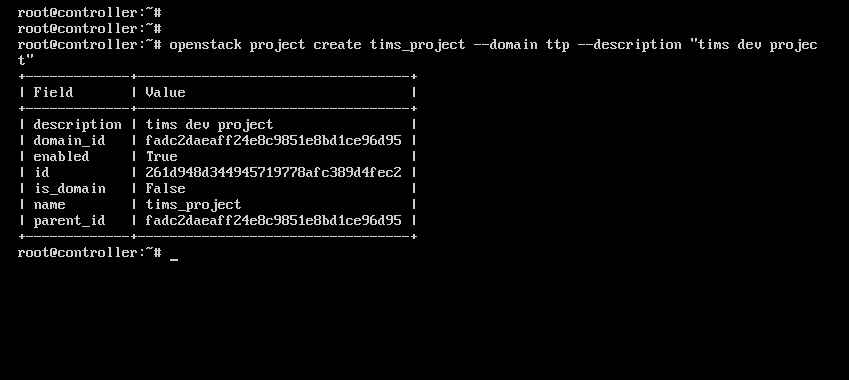 root@controller:~#
root@controller:~#
root@controller:~# openstack project create tims_project --domain ttp --description "tims dev projec
t"
+-------------+----------------------------------+
| Field       | Value                            |
+-------------+----------------------------------+
| description | tims dev project                 |
| domain_id   | fadc2daeaff24e8c9851e8bd1ce96d95 |
| enabled     | True                             |
| id          | 261d948d344945719778afc389d4fec2 |
| is_domain   | False                            |
| name        | tims_project                     |
| parent_id   | fadc2daeaff24e8c9851e8bd1ce96d95 |
+-------------+----------------------------------+
root@controller:~# _